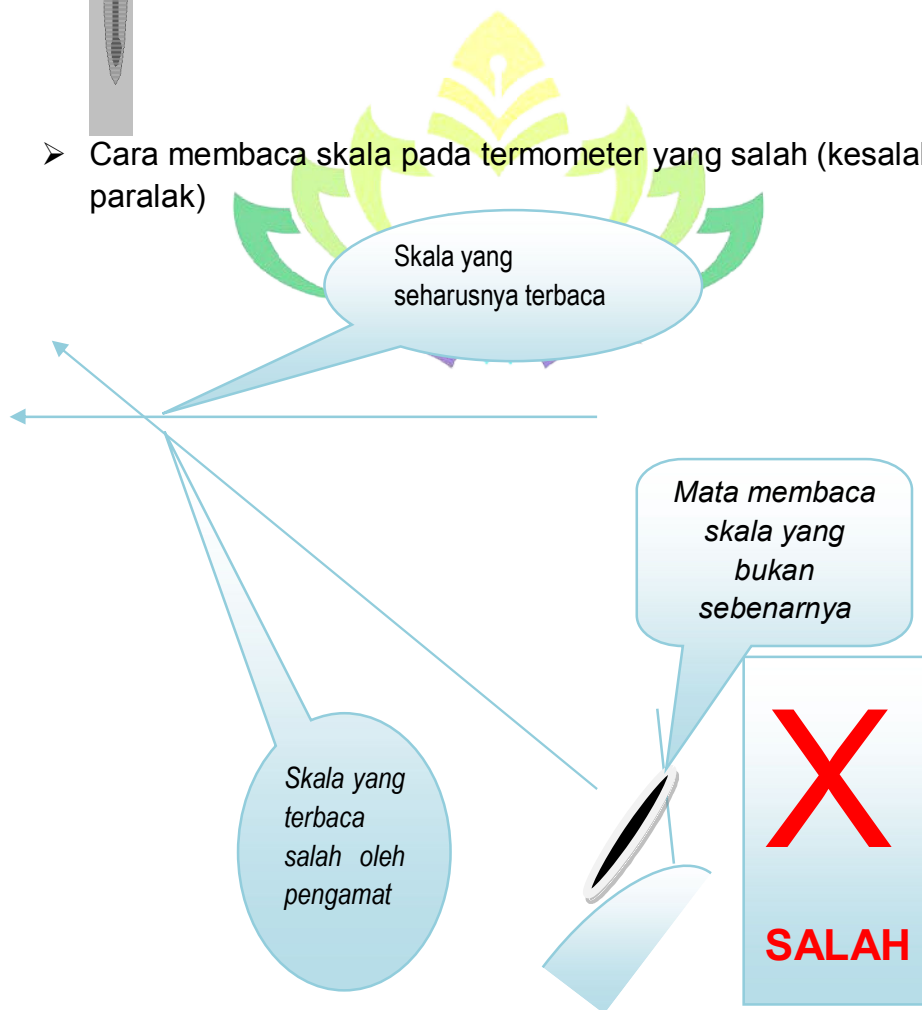 ➢ Cara membaca skala pada termometer yang salah
paralak)
Skala yang
seharusnya terbaca
Mata membaca
skala yang
bukan
sebenarnya
Skala yang
terbaca
salah oleh
pengamat
X
SALAH